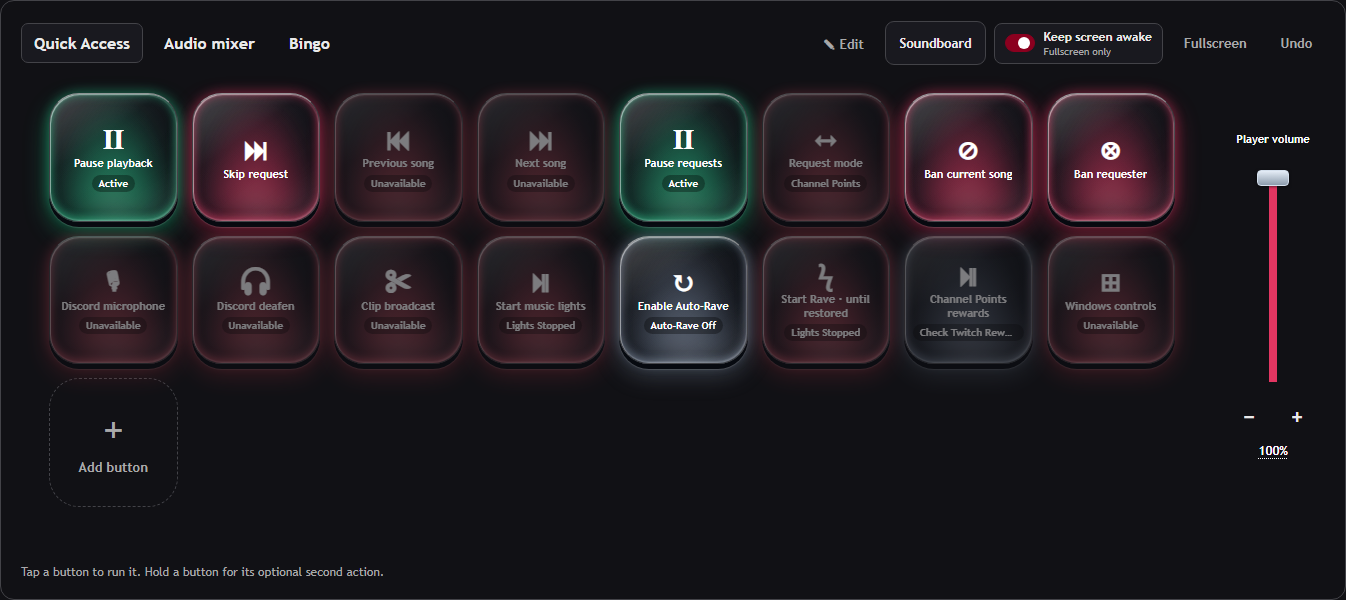 Quick Access
Audio mixer
Bingo
Edit
Soundboard
Keep screen awake
Fullscreen only
Fullscreen
Undo
Pause playback
Active
Skip request
Previous song
Unavailable
Next song
Unavailable
Pause requests
Active
Request mode
Channel Points
Ban current song
Ban requester
Player volume
Discord microphone
Unavailable
Discord deafen
Unavailable
Clip broadcast
Unavailable
Start music lights
Lights Stopped
Enable Auto-Rave
Auto-Rave Off
Start Rave · until
restored
Lights Stopped
Channel Points
rewards
Check Twitch Rew...
Windows controls
Unavailable
− +
100%
+
Add button
Tap a button to run it. Hold a button for its optional second action.